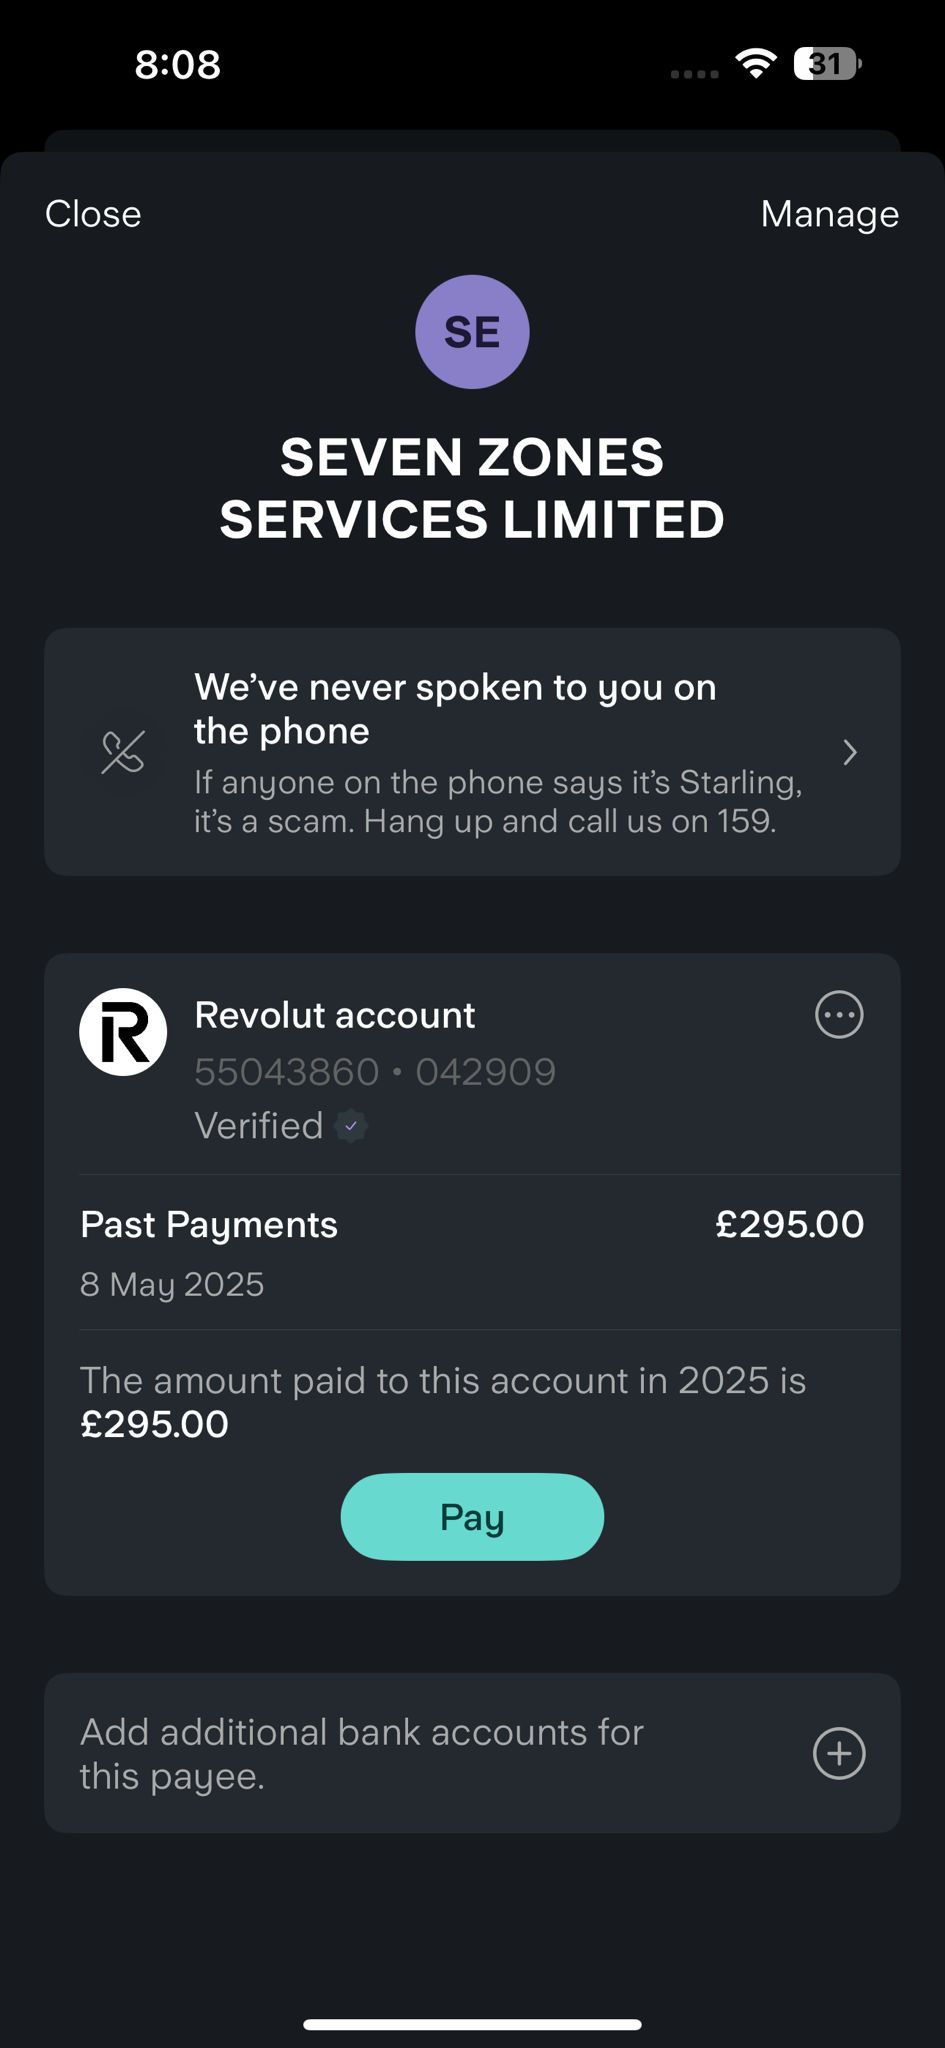 8:08
31
Close
Manage
SE
SEVEN ZONES
SERVICES LIMITED
We've never spoken to you on
the phone
If anyone on the phone says it's Starling,
it's a scam. Hang up and call us on 159.
R
Revolut account
55043860 • 042909
Verified
Past Payments
£295.00
8 May 2025
The amount paid to this account in 2025 is
£295.00
Pay
Add additional bank accounts for
this payee.